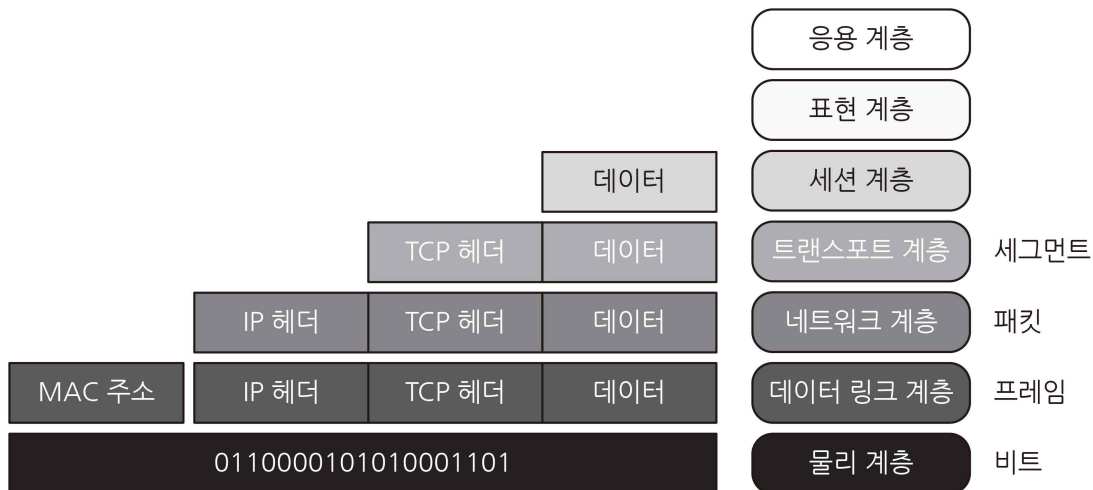 응용 계층
표현 계층
데이터 세션 계층
TCP 헤더 데이터 트랜스포트 계층 세그먼트
IP 헤더 TCP 헤더 데이터 네트워크 계층 패킷
MAC 주소 IP 헤더 TCP 헤더 데이터 데이터 링크 계층 프레임
0110000101010001101 물리 계층 비트